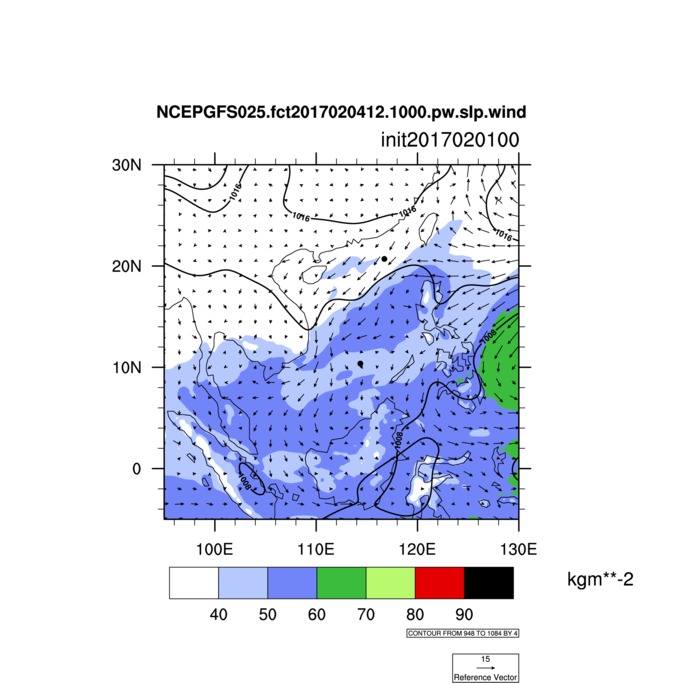 NCEPGFS025.fct2017020412.1000.pw.slp.wind
init2017020100
30N
20N
10N
0
1016
1016
1016
1016
1008
1008
1008
100E
110E
120E
130E
kgm**-2
40
50
60
70
80
90
CONTOUR FROM 948 TO 1084 BY 4
15
Reference Vector